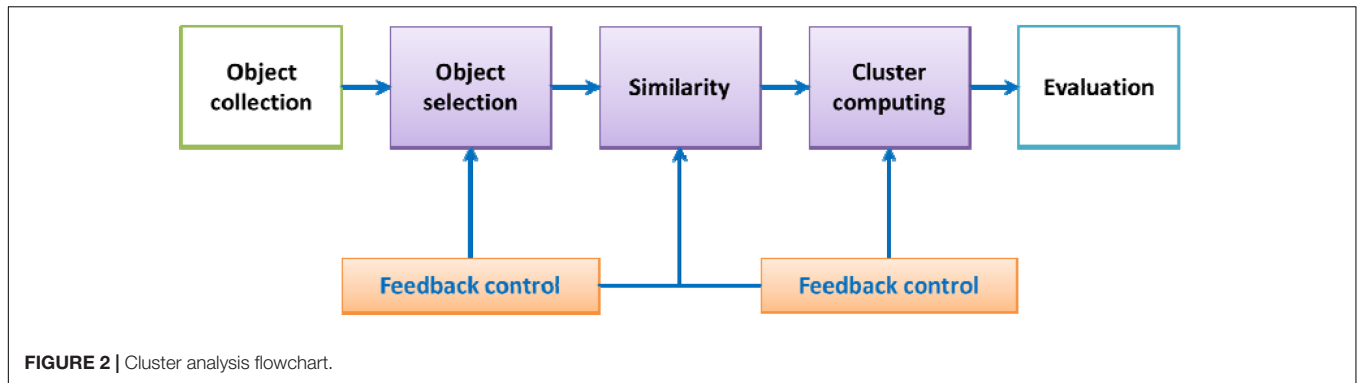 Object
collection
Object
selection
Similarity
Cluster
computing
Evaluation
Feedback control
Feedback control
FIGURE 2 | Cluster analysis flowchart.